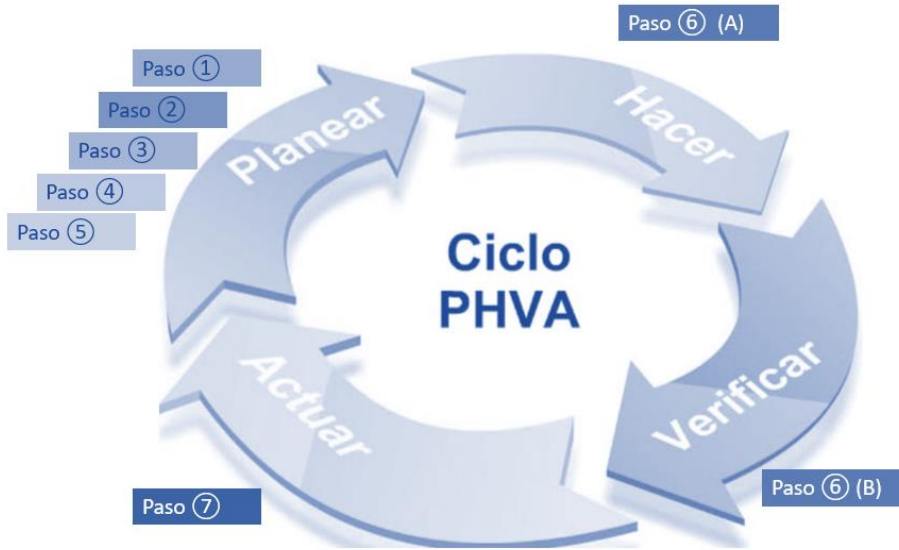 Paso ⑥ (A)
Paso ①
Paso ②
Paso ③
Paso ④
Paso ⑤
Planear
Hacer
Ciclo
PHVA
Verificar
Actuar
Paso ⑥ (B)
Paso ⑦